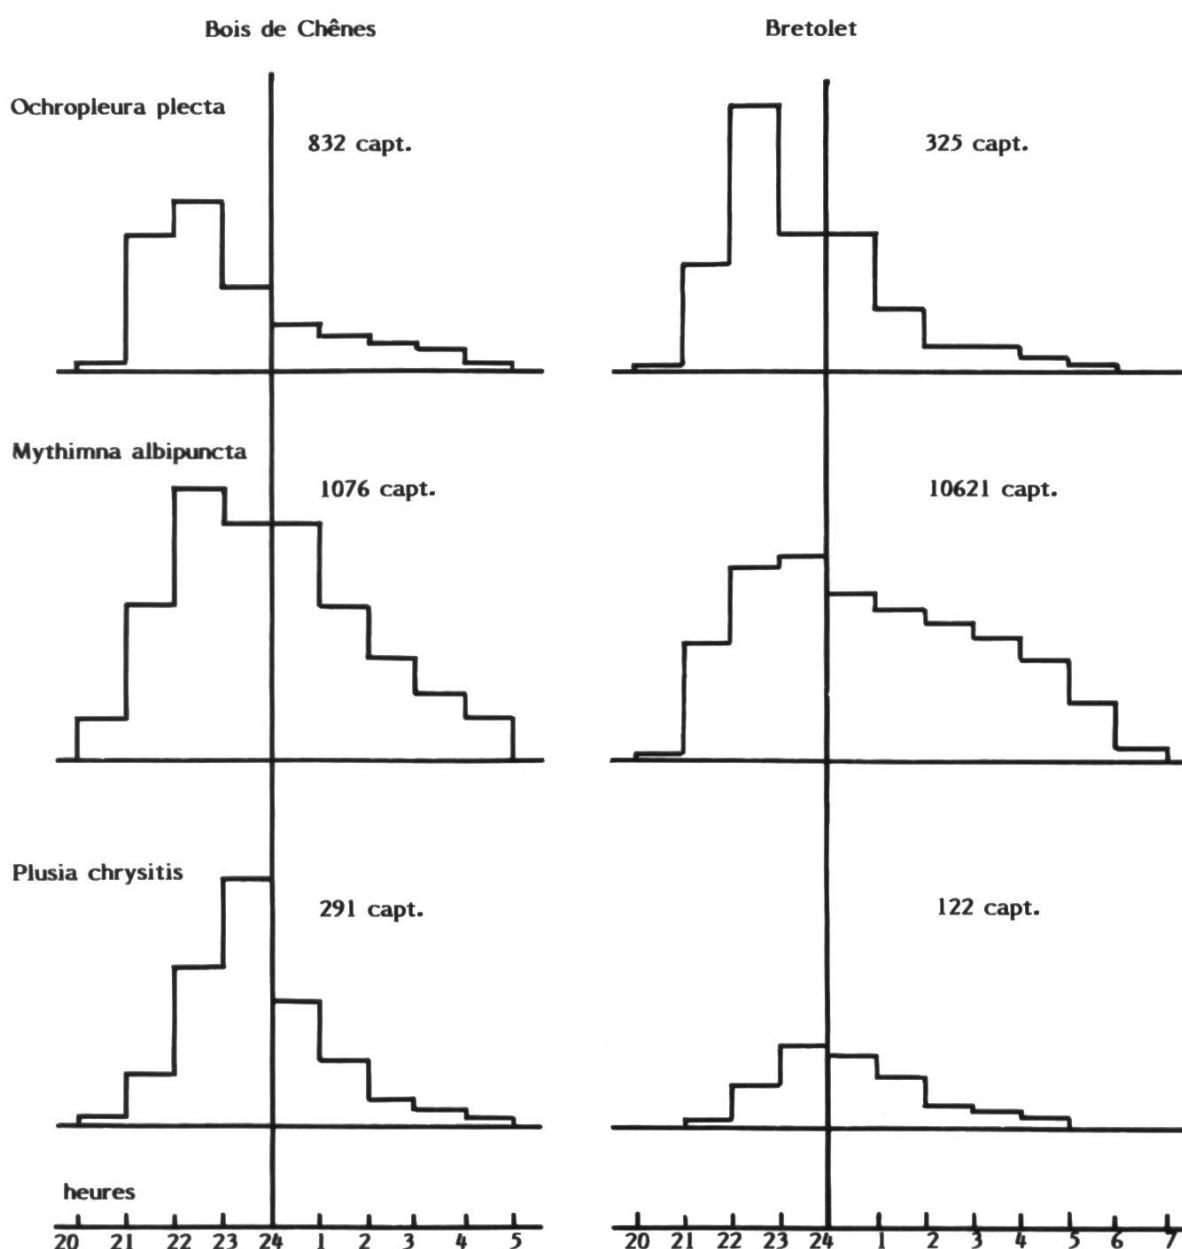 Bois de Chênes
Bretolet
Ochropleura plecta
832 capt.
325 capt.
Mythimna albipuncta
1076 capt.
10621 capt.
Plusia chrysitis
291 capt.
122 capt.
heures
20 21 22 23 24 1 2 3 4 5
20 21 22 23 24 1 2 3 4 5 6 7